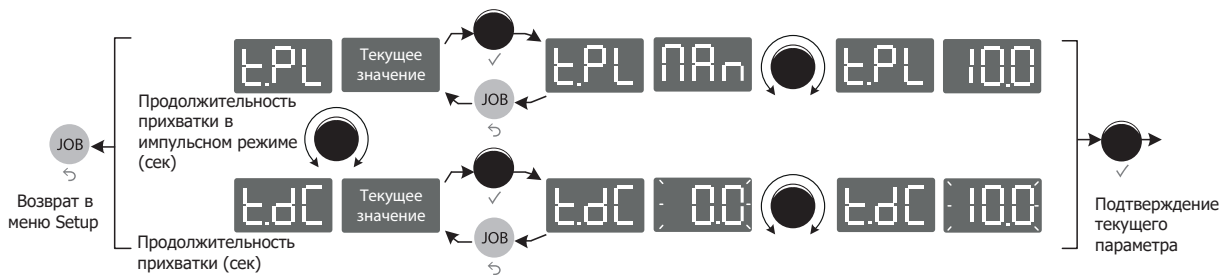 t.PL
Текущее
значение
JOB
t.PL
MAn
t.PL
10.0
Продолжительность
прихватки в
импульсном режиме
(сек)
JOB
Возврат в
меню Setup
t.dC
Текущее
значение
JOB
t.dC
0.0
t.dC
10.0
Продолжительность
прихватки (сек)
Подтверждение
текущего
параметра